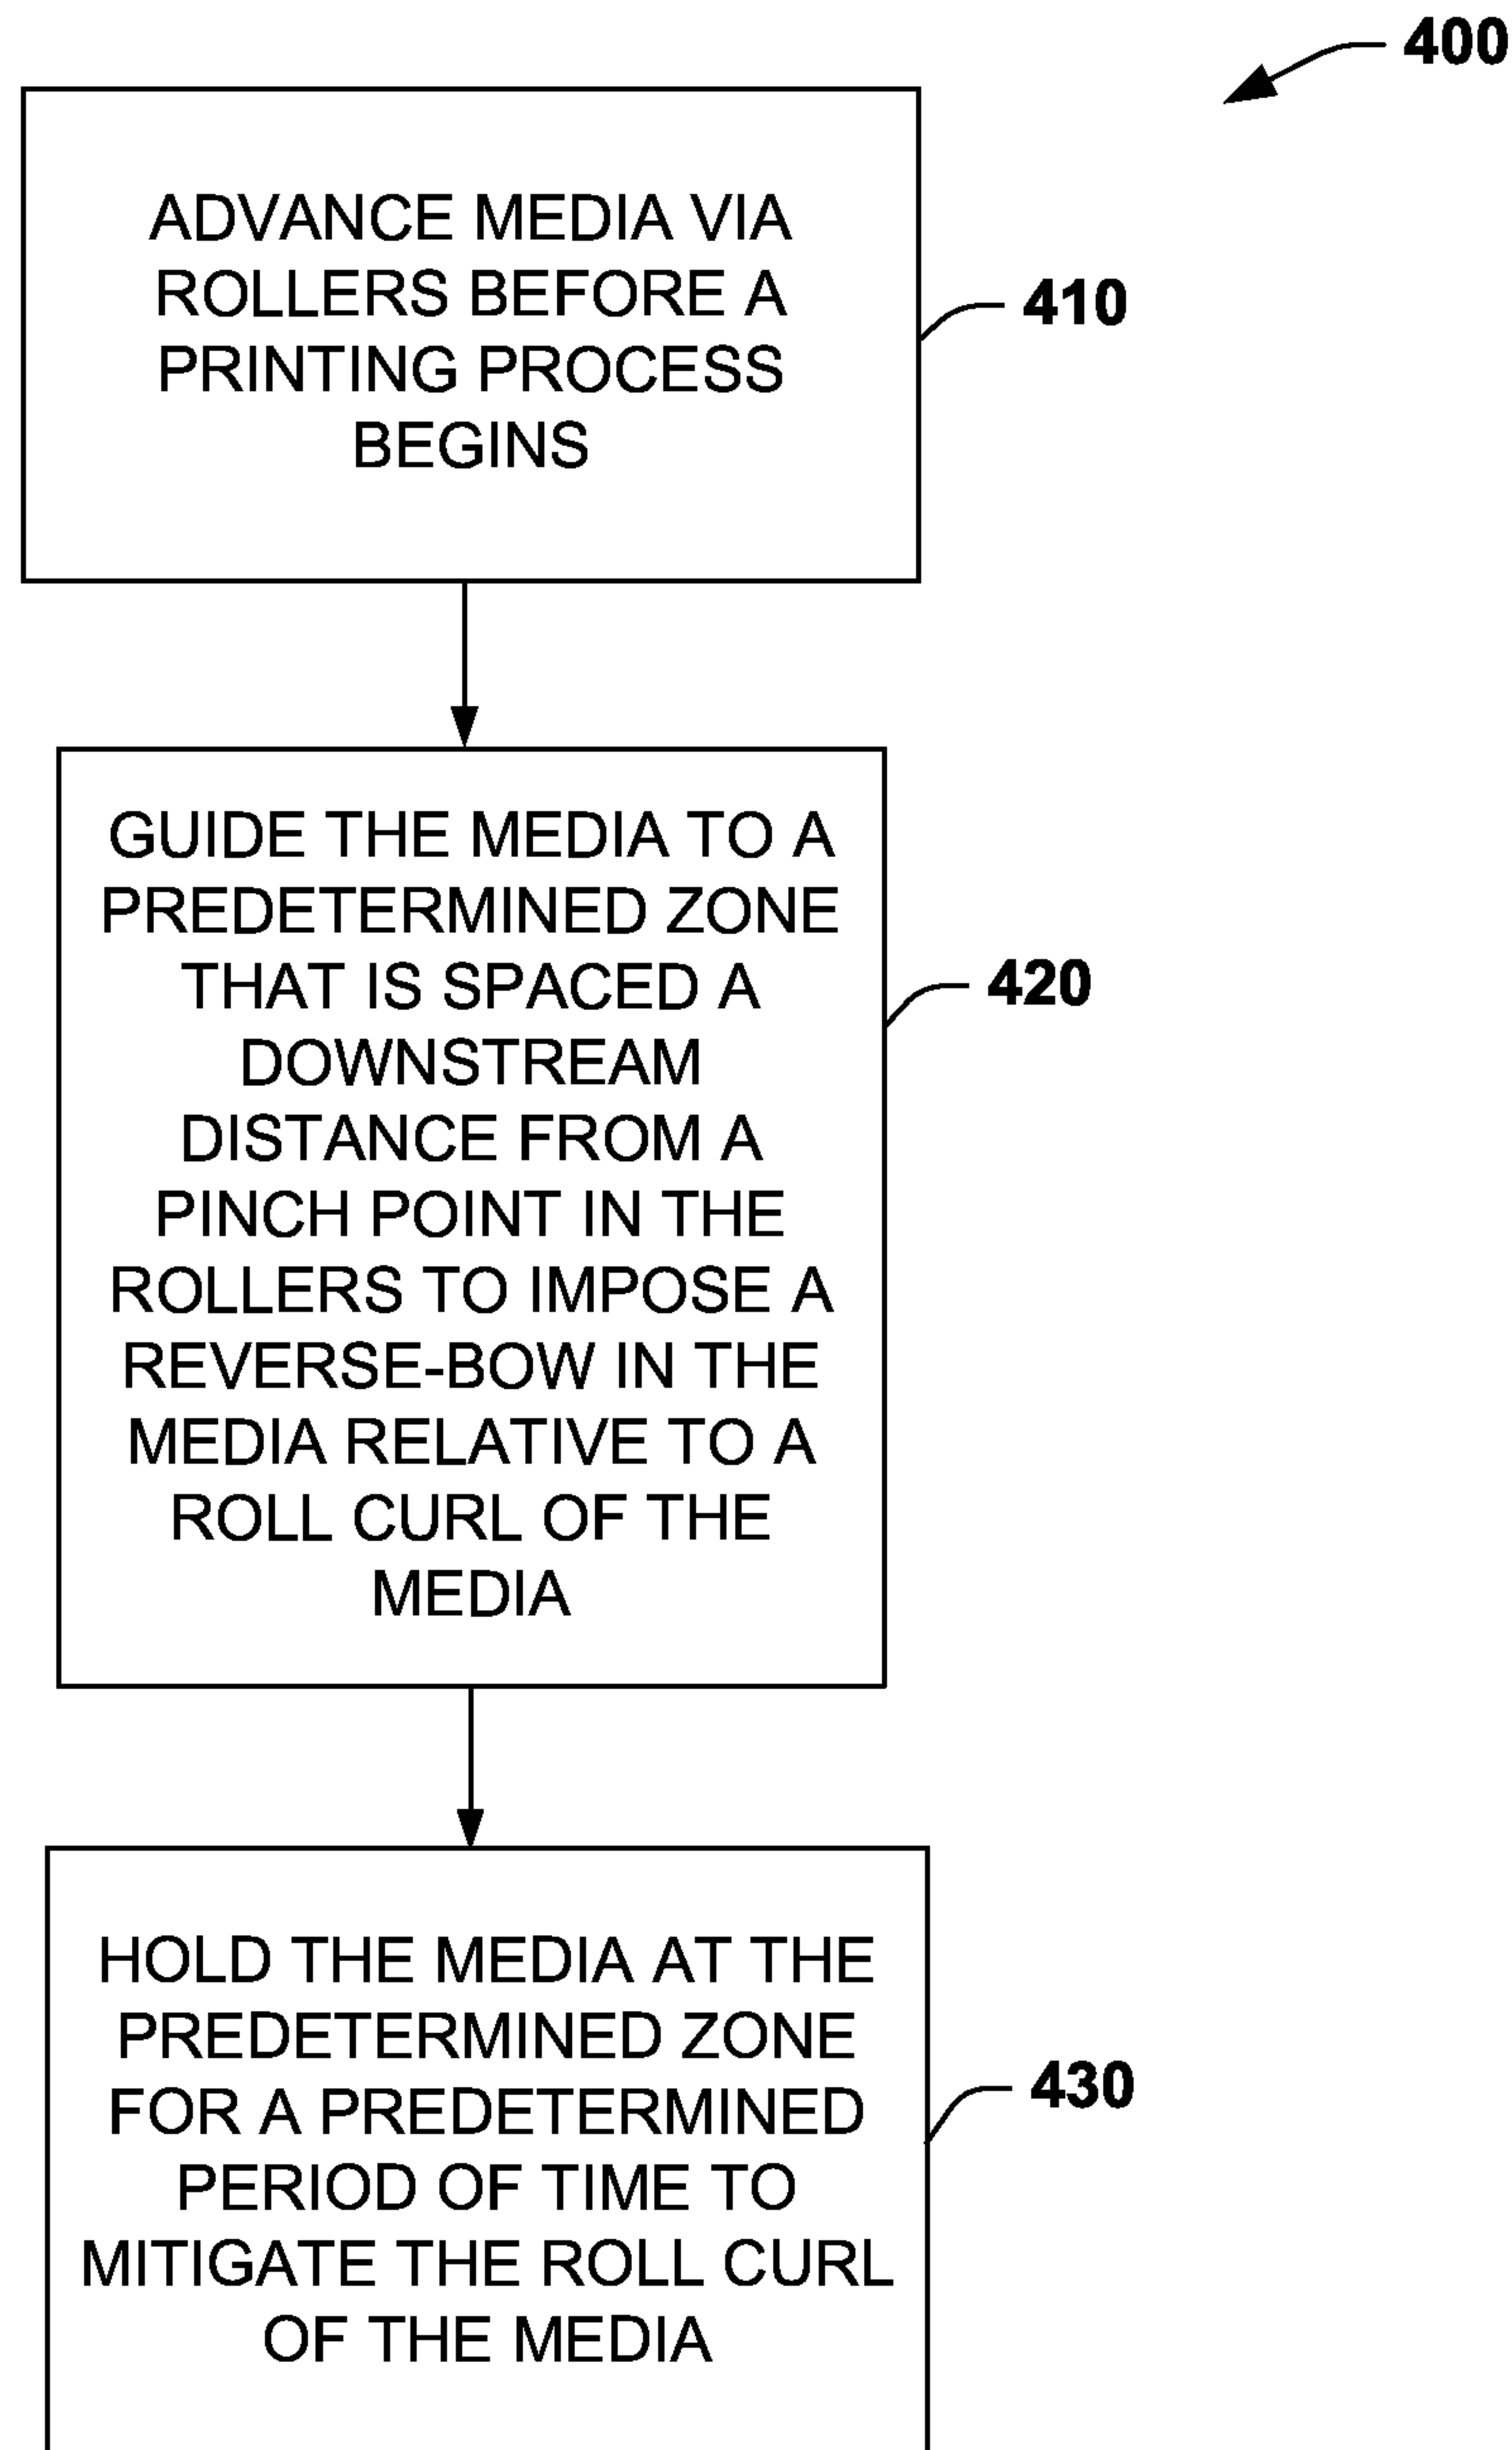 400
ADVANCE MEDIA VIA
ROLLERS BEFORE A
PRINTING PROCESS
BEGINS
410
GUIDE THE MEDIA TO A
PREDETERMINED ZONE
THAT IS SPACED A
DOWNSTREAM
DISTANCE FROM A
PINCH POINT IN THE
ROLLERS TO IMPOSE A
REVERSE-BOW IN THE
MEDIA RELATIVE TO A
ROLL CURL OF THE
MEDIA
420
HOLD THE MEDIA AT THE
PREDETERMINED ZONE
FOR A PREDETERMINED
PERIOD OF TIME TO
MITIGATE THE ROLL CURL
OF THE MEDIA
430